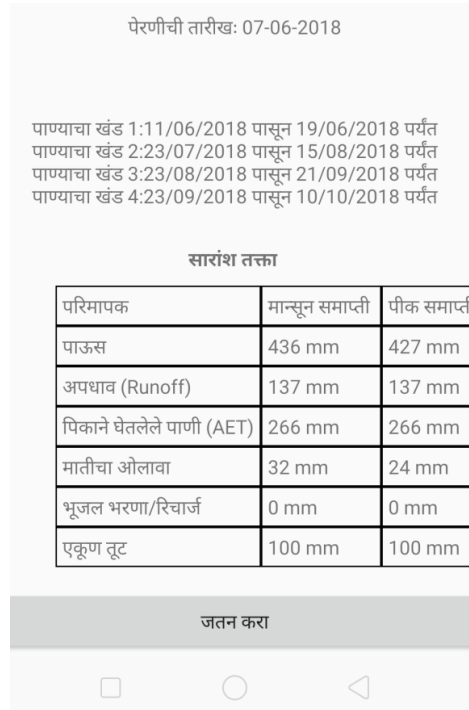 पेरणीची तारीखः 07-06-2018
पाण्याचा खंड 1:11/06/2018 पासून 19/06/2018 पर्यंत
पाण्याचा खंड 2:23/07/2018 पासून 15/08/2018 पर्यंत
पाण्याचा खंड 3:23/08/2018 पासून 21/09/2018 पर्यंत
पाण्याचा खंड 4:23/09/2018 पासून 10/10/2018 पर्यंत
सारांश तक्ता
परिमापक मान्सून समाप्ती पीक समाप्ती
पाऊस 436 mm 427 mm
अपधाव (Runoff) 137 mm 137 mm
पिकाने घेतलेले पाणी (AET) 266 mm 266 mm
मातीचा ओलावा 32 mm 24 mm
भूजल भरणा/रिचार्ज 0 mm 0 mm
एकूण तूट 100 mm 100 mm
जतन करा